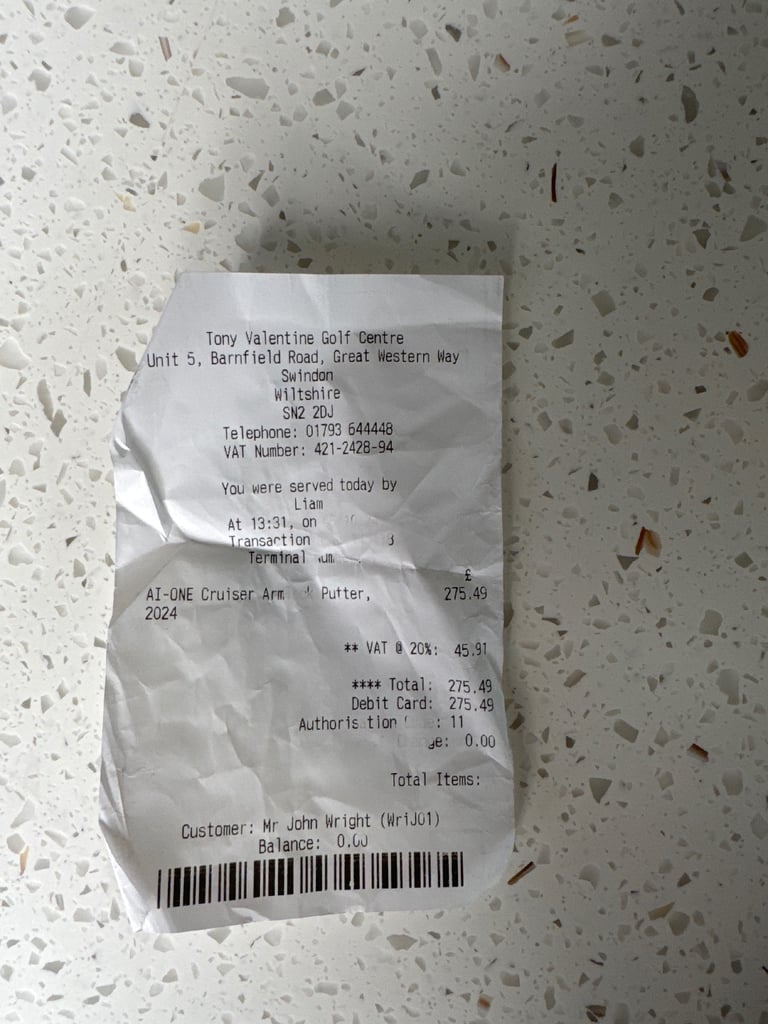 Tony Valentine Golf Centre
Unit 5, Barnfield Road, Great Western Way
Swindon
Wiltshire
SN2 2DJ
Telephone: 01793 644448
VAT Number: 421-2428-94
You were served today by
Liam
At 13:31, on
Transaction
Terminal
£
AI-ONE Cruiser Putter, 275.49
2024
** VAT @ 20%: 45.91
**** Total: 275.49
Debit Card: 275.49
: 11
0.00
Total Items:
Customer: Mr John Wright (WriJ01)
Balance: 0.00